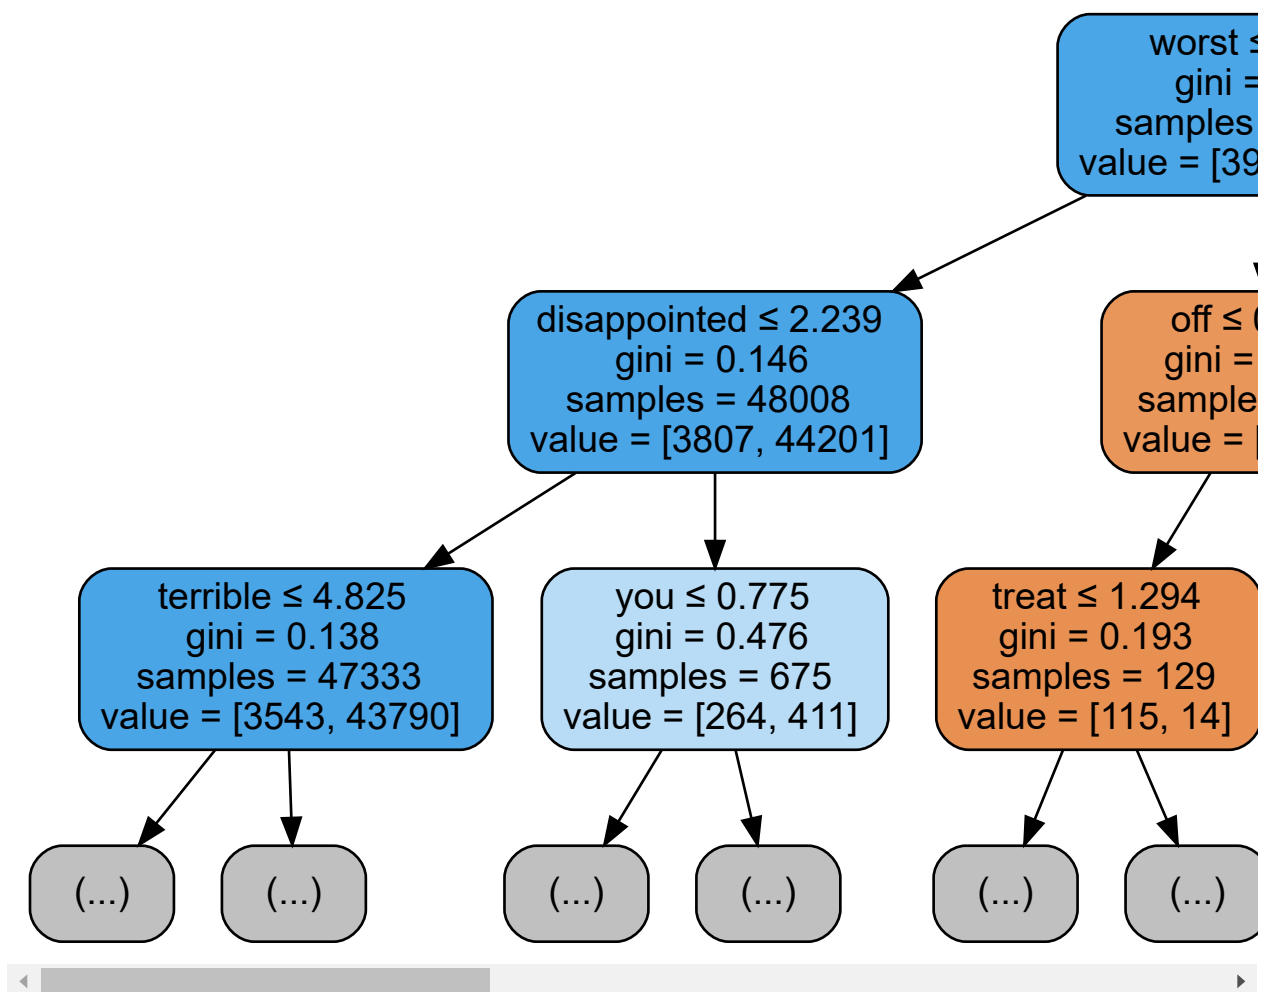 worst ≤
gini =
samples
value = [39
disappointed ≤ 2.239
gini = 0.146
samples = 48008
value = [3807, 44201]
off ≤
gini =
sample
value = [
terrible ≤ 4.825
gini = 0.138
samples = 47333
value = [3543, 43790]
you ≤ 0.775
gini = 0.476
samples = 675
value = [264, 411]
treat ≤ 1.294
gini = 0.193
samples = 129
value = [115, 14]
(...)
(...)
(...)
(...)
(...)
(...)